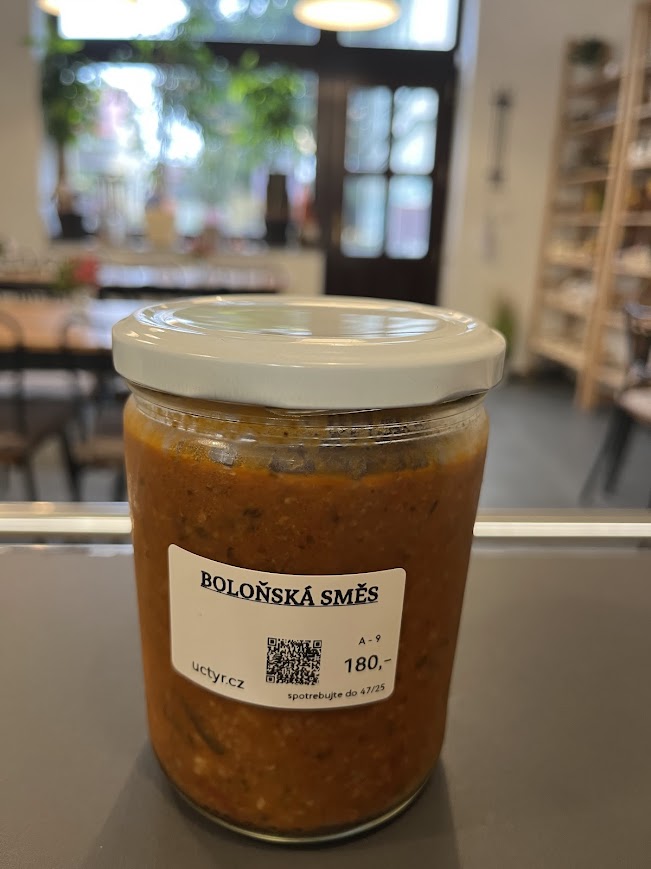 BOLOŇSKÁ SMĚS
A - 9
180,-
uctyr.cz
spotrebujte do 47/25